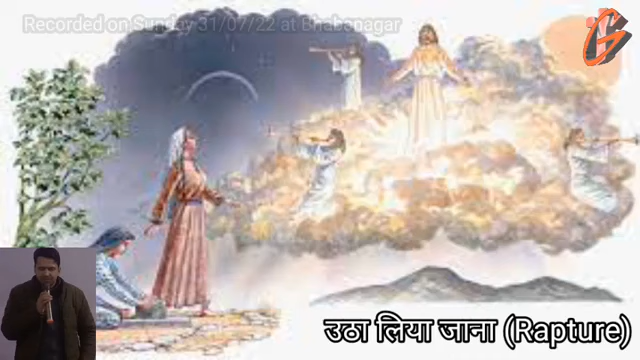 Recorded on Sunday 31/07/22 at Bhabanagar
उठा लिया जाना (Rapture)